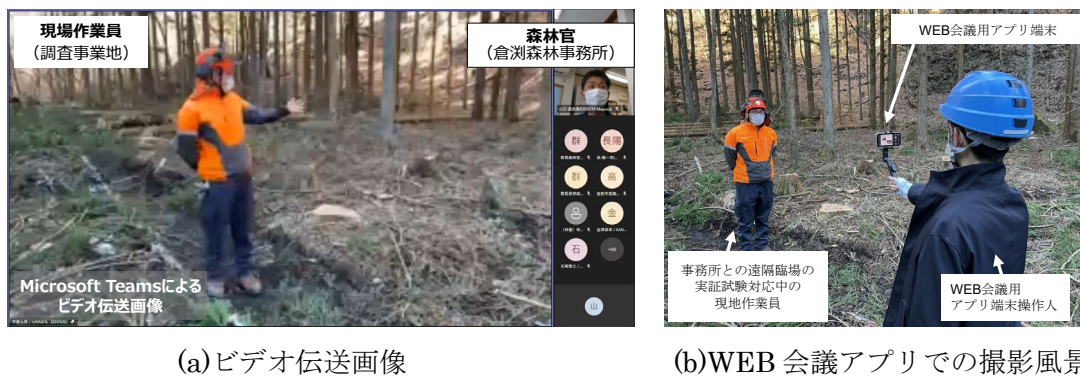 現場作業員
（調査事業地）
森林官
（倉渕森林事務所）
群
長陽
群
高
金
石
+60
山
Microsoft Teamsによる
ビデオ伝送画像
WEB会議用アプリ端末
事務所との遠隔臨場の
実証試験対応中の
現地作業員
WEB会議用
アプリ端末操作人
(a)ビデオ伝送画像
(b)WEB 会議アプリでの撮影風景